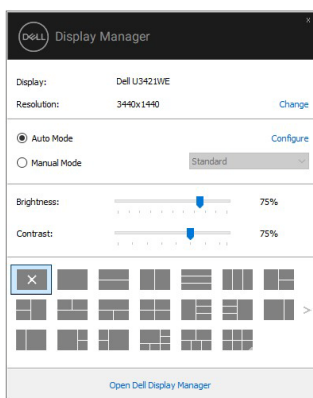 x
DELL Display Manager
Display: Dell U3421WE
Resolution: 3440x1440 Change
Auto Mode Configure
Manual Mode Standard
Brightness: 75%
Contrast: 75%
Open Dell Display Manager